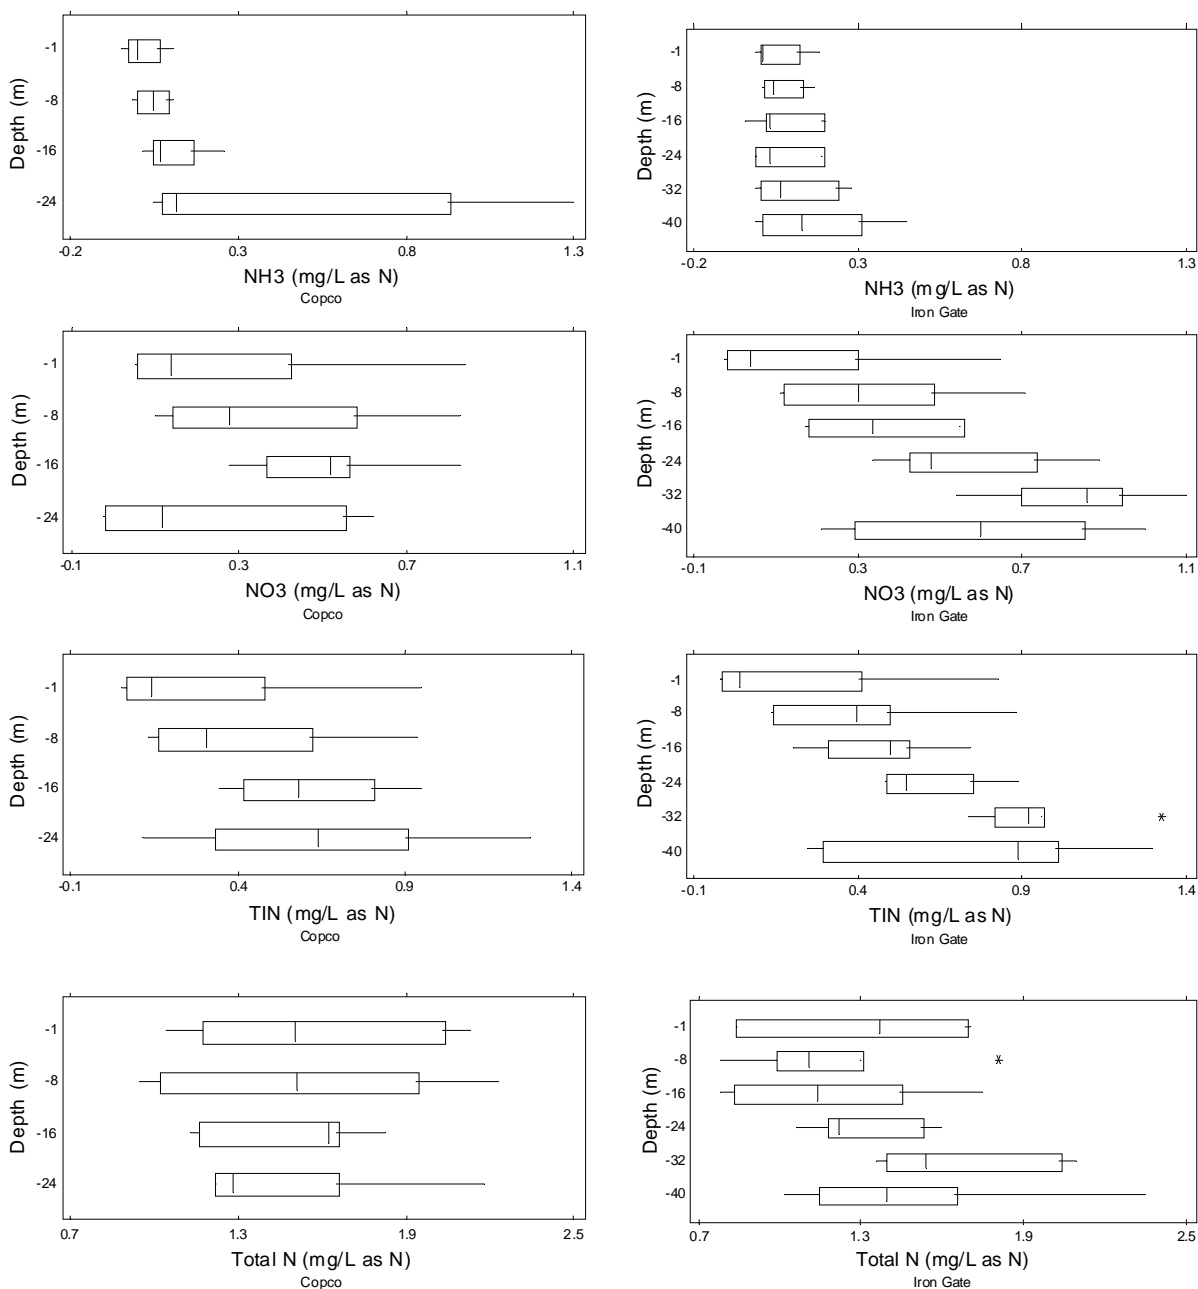 Depth (m)
-1
-8
-16
-24
-0.2 0.3 0.8 1.3
NH3 (mg/L as N)
Copco
Depth (m)
-1
-8
-16
-24
-32
-40
-0.2 0.3 0.8 1.3
NH3 (mg/L as N)
Iron Gate
Depth (m)
-1
-8
-16
-24
-0.1 0.3 0.7 1.1
NO3 (mg/L as N)
Copco
Depth (m)
-1
-8
-16
-24
-32
-40
-0.1 0.3 0.7 1.1
NO3 (mg/L as N)
Iron Gate
Depth (m)
-1
-8
-16
-24
-0.1 0.4 0.9 1.4
TIN (mg/L as N)
Copco
Depth (m)
-1
-8
-16
-24
-32
-40
-0.1 0.4 0.9 1.4
TIN (mg/L as N)
Iron Gate
Depth (m)
-1
-8
-16
-24
0.7 1.3 1.9 2.5
Total N (mg/L as N)
Copco
Depth (m)
-1
-8
-16
-24
-32
-40
0.7 1.3 1.9 2.5
Total N (mg/L as N)
Iron Gate